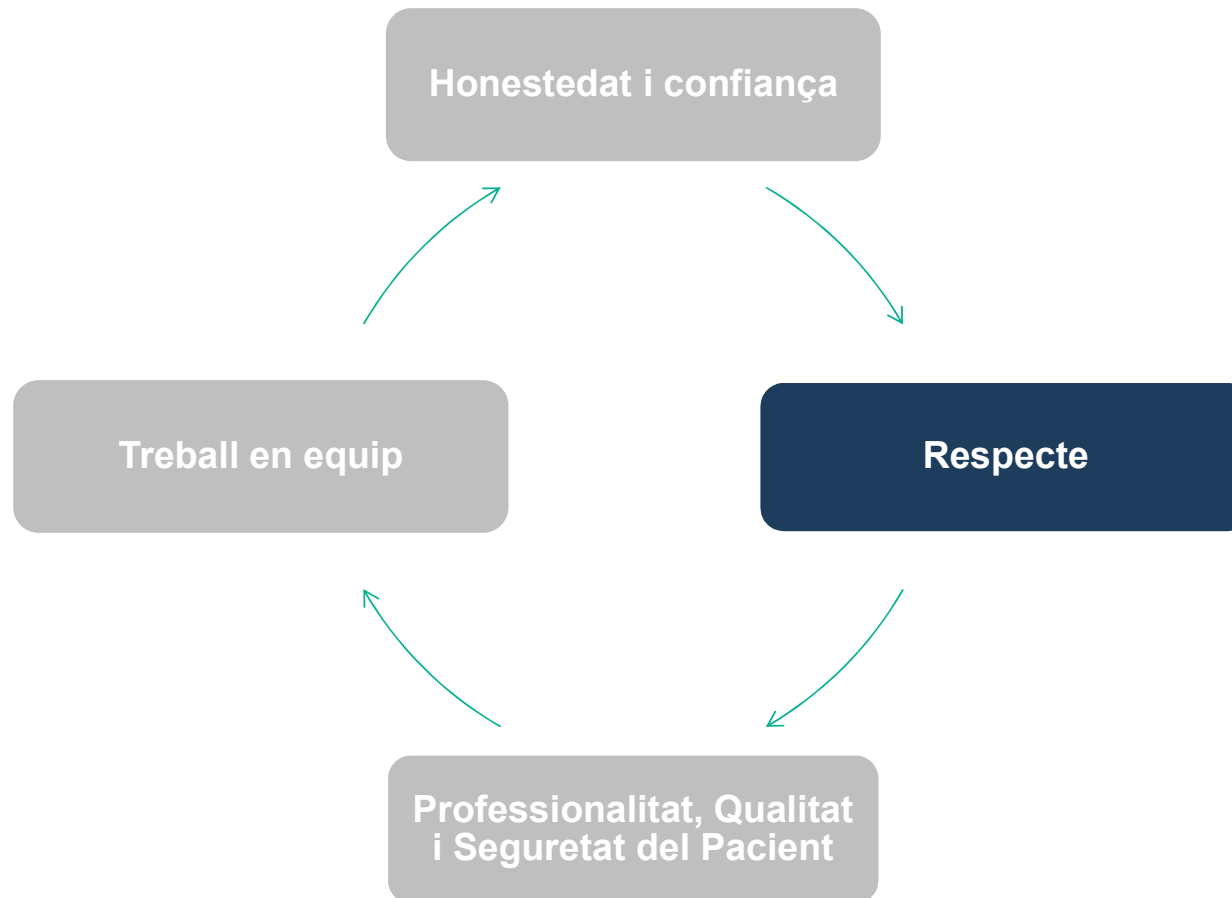 Honestedat i confiança
Treball en equip
Respecte
Professionalitat, Qualitat
i Seguretat del Pacient